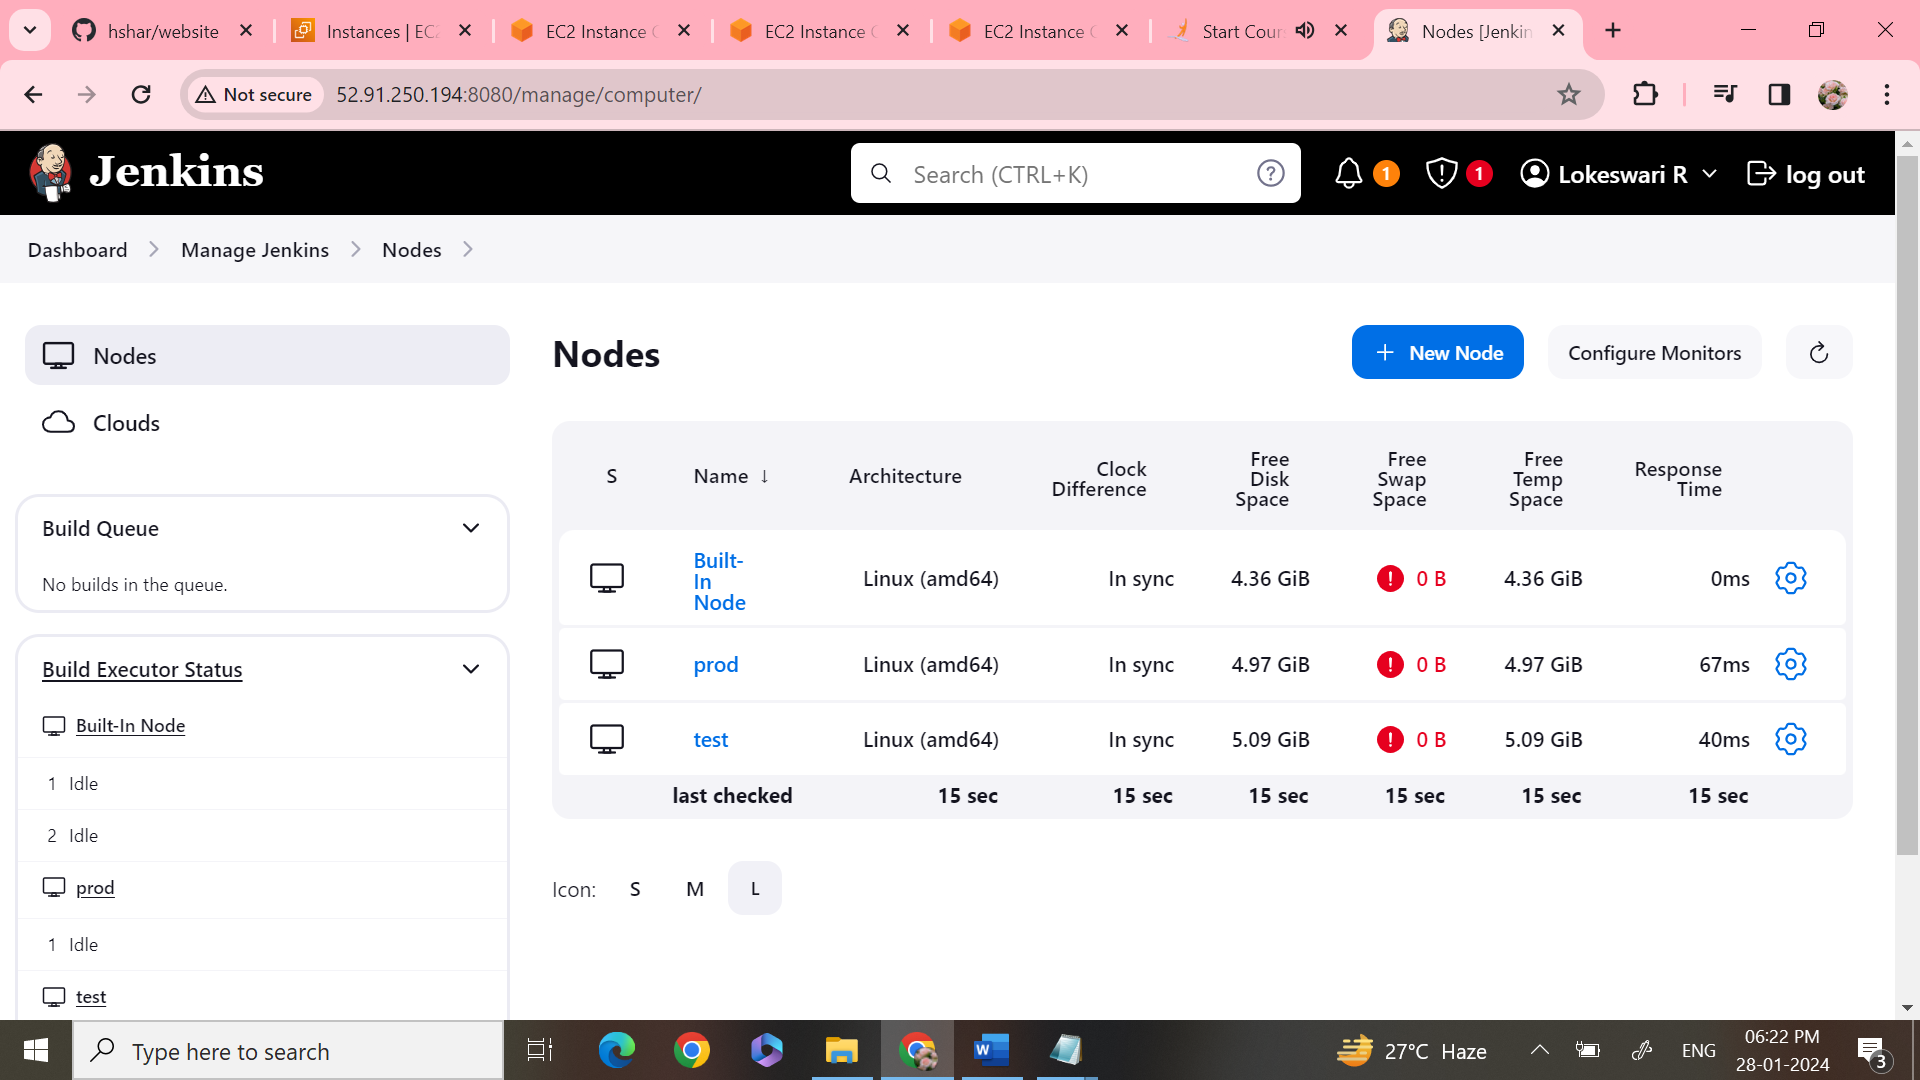 hshar/website
Instances | EC2
EC2 Instance C
EC2 Instance C
EC2 Instance C
Start Cour
Nodes [Jenkin
Not secure
52.91.250.194:8080/manage/computer/
Jenkins
Search (CTRL+K)
?
1
1
Lokeswari R
log out
Dashboard
Manage Jenkins
Nodes
Nodes
Clouds
Build Queue
No builds in the queue.
Build Executor Status
Built-In Node
1 Idle
2 Idle
prod
1 Idle
test
Nodes
+ New Node
Configure Monitors
S
Name ↓
Architecture
Clock
Difference
Free
Disk
Space
Free
Swap
Space
Free
Temp
Space
Response
Time
Built-
In
Node
Linux (amd64)
In sync
4.36 GiB
! 0 B
4.36 GiB
0ms
prod
Linux (amd64)
In sync
4.97 GiB
! 0 B
4.97 GiB
67ms
test
Linux (amd64)
In sync
5.09 GiB
! 0 B
5.09 GiB
40ms
last checked
15 sec
15 sec
15 sec
15 sec
15 sec
15 sec
Icon: S M L
Type here to search
27°C Haze
ENG
06:22 PM
28-01-2024
3